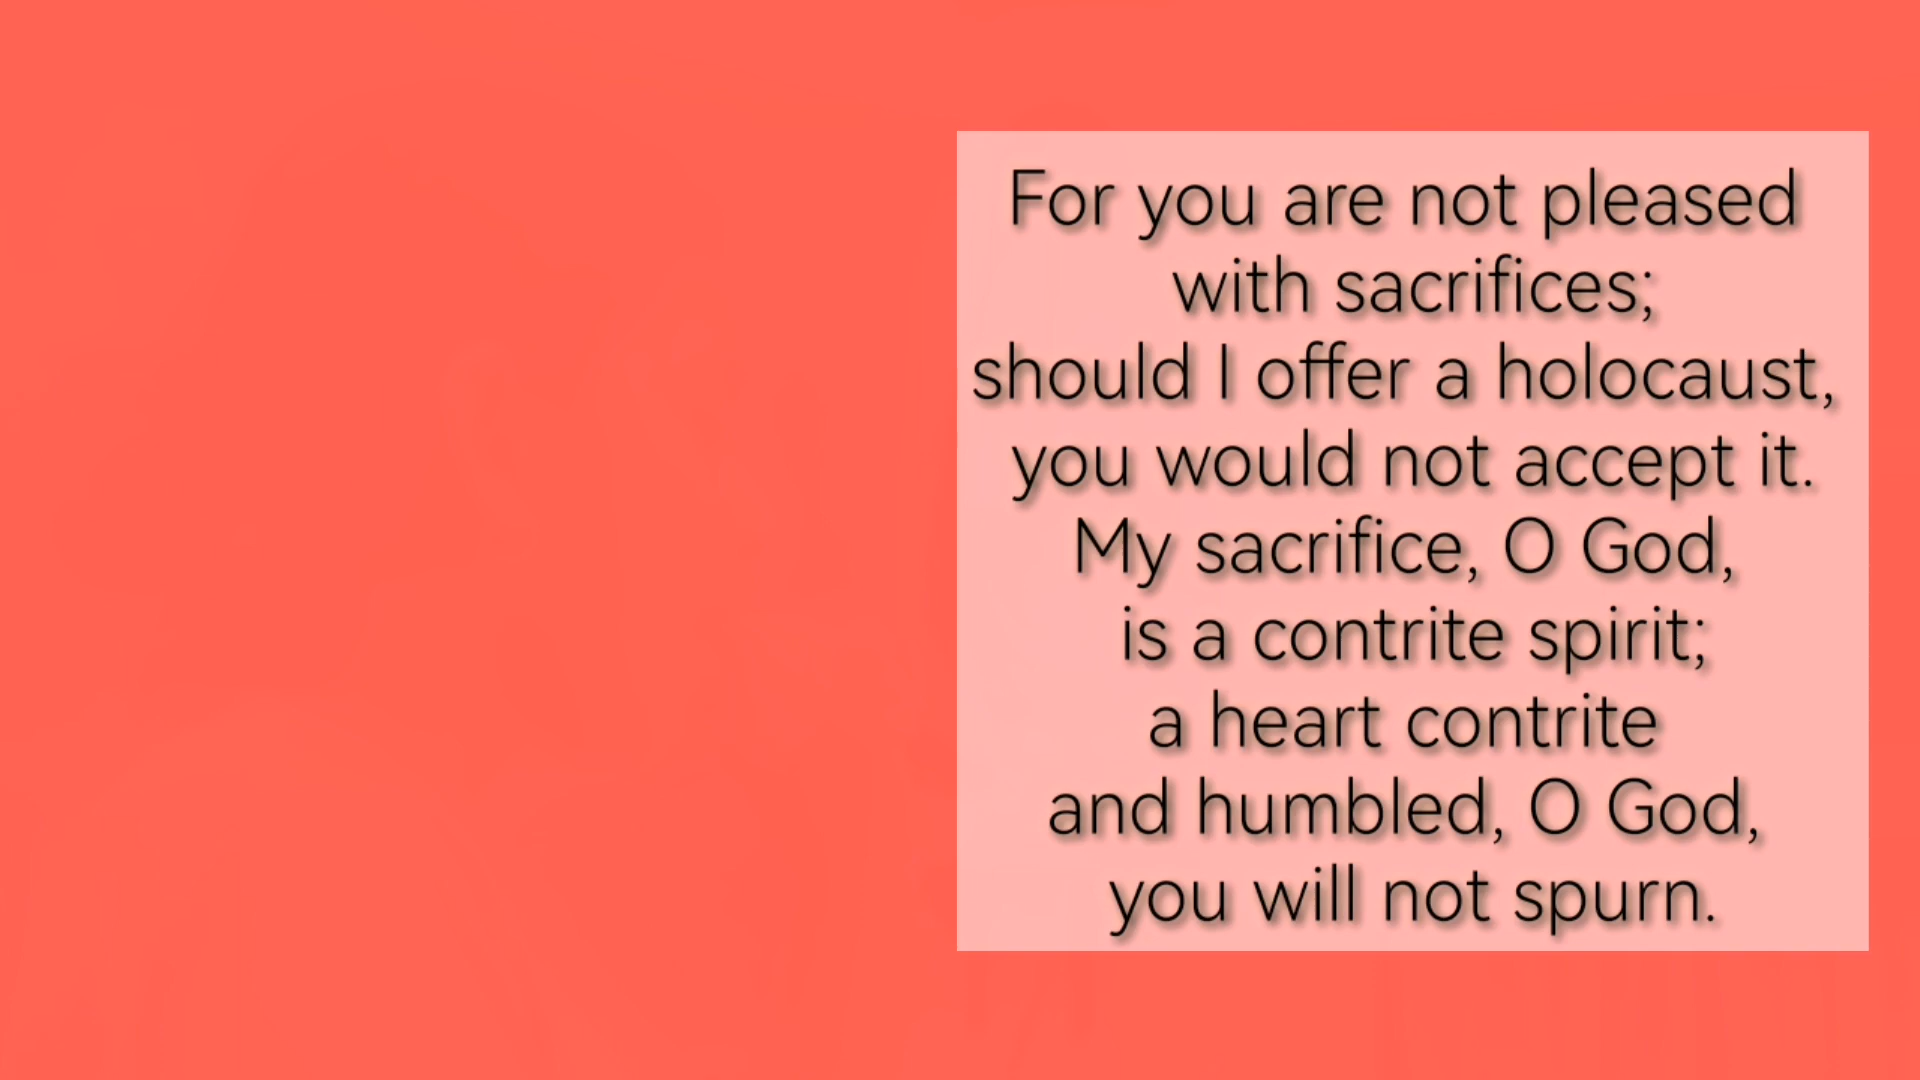 For you are not pleased
with sacrifices;
should I offer a holocaust,
you would not accept it.
My sacrifice, O God,
is a contrite spirit;
a heart contrite
and humbled, O God,
you will not spurn.